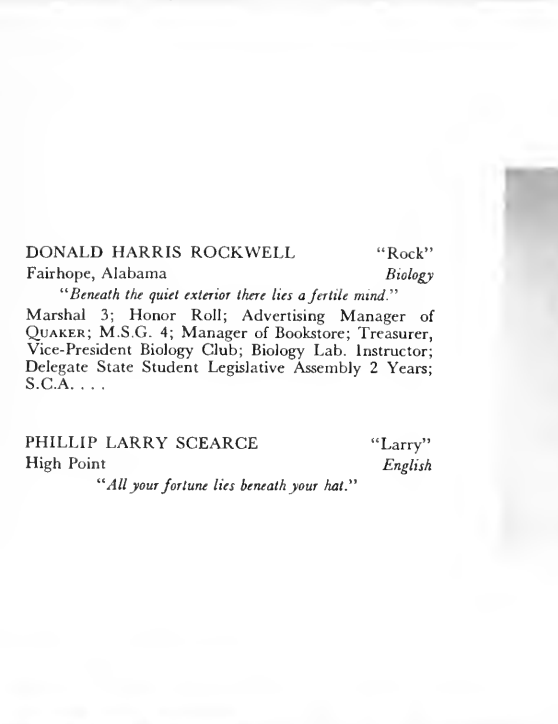 DONALD HARRIS ROCKWELL "Rock"
Fairhope, Alabama Biology
"Beneath the quiet exterior there lies a fertile mind."
Marshal 3; Honor Roll; Advertising Manager of
QUAKER; M.S.G. 4; Manager of Bookstore; Treasurer,
Vice-President Biology Club; Biology Lab. Instructor;
Delegate State Student Legislative Assembly 2 Years;
S.C.A. . . .
PHILLIP LARRY SCEARCE "Larry"
High Point English
"All your fortune lies beneath your hat."